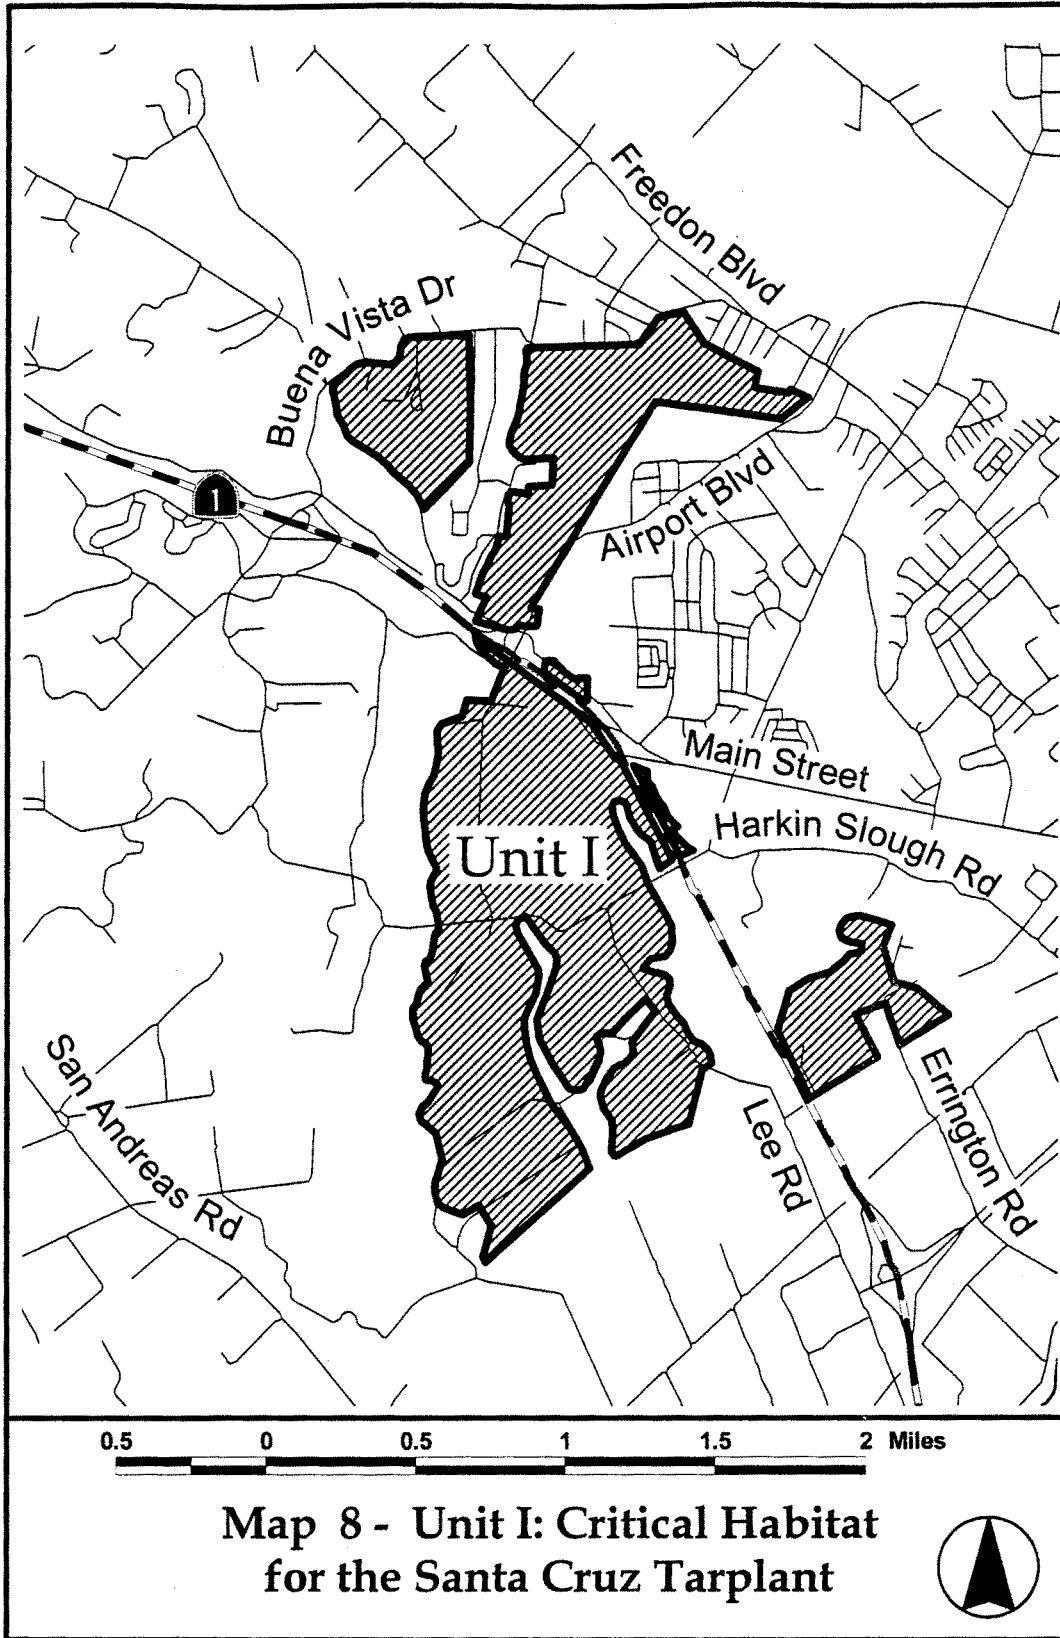 Freedon Blvd
Buena Vista Dr
1
Airport Blvd
Main Street
Harkin Slough Rd
Unit I
San Andreas Rd
Lee Rd
Errington Rd
0.5 0 0.5 1 1.5 2 Miles
Map 8 - Unit I: Critical Habitat
for the Santa Cruz Tarplant